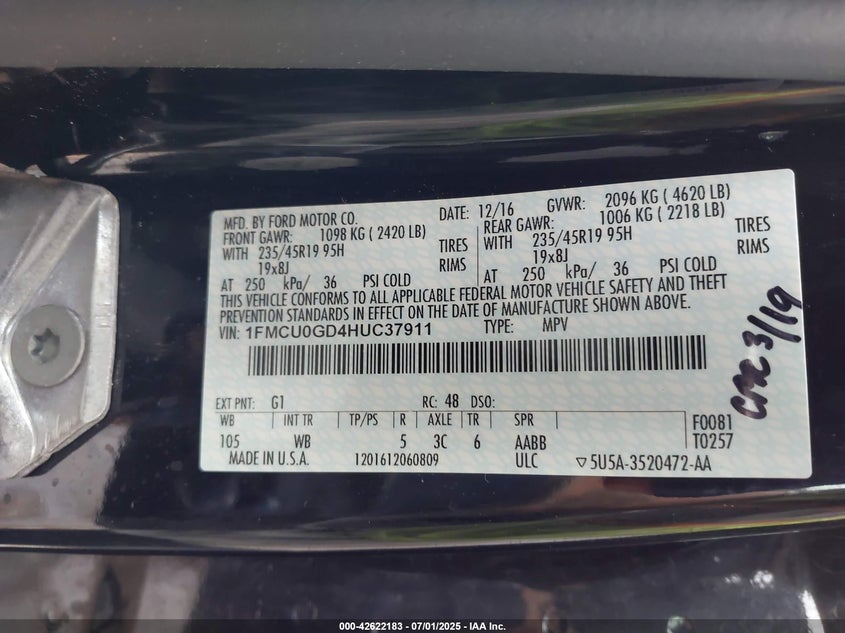 MFD. BY FORD MOTOR CO. DATE: 12/16 GVWR: 2096 KG ( 4620 LB)
FRONT GAWR: 1098 KG ( 2420 LB) REAR GAWR: 1006 KG ( 2218 LB)
WITH 235/45R19 95H TIRES WITH 235/45R19 95H TIRES
19x8J RIMS 19x8J RIMS
AT 250 kPa/ 36 PSI COLD AT 250 kPa/ 36 PSI COLD
THIS VEHICLE CONFORMS TO ALL APPLICABLE FEDERAL MOTOR VEHICLE SAFETY AND THEFT
PREVENTION STANDARDS IN EFFECT ON THE DATE OF MANUFACTURE SHOWN ABOVE.
VIN: 1FMCU0GD4HUC37911 TYPE: MPV
EXT PNT: G1 RC: 48 DSO:
WB INT TR TP/PS R AXLE TR SPR F0081
105 WB 5 3C 6 AABB T0257
MADE IN U.S.A. 1201612060809 ULC ▽5U5A-3520472-AA
3/19
000-42622183 - 07/01/2025 - IAA Inc.